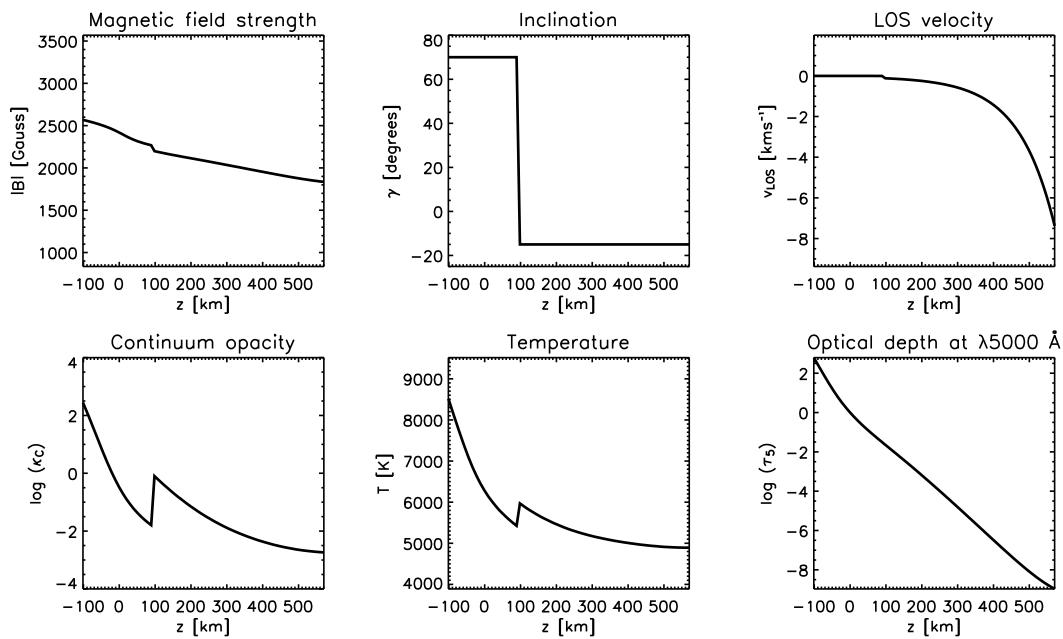 Magnetic field strength
Inclination
LOS velocity
3500
3000
2500
2000
1500
1000
|B| [Gauss]
−100 0 100 200 300 400 500
z [km]
80
60
40
20
0
−20
γ [degrees]
−100 0 100 200 300 400 500
z [km]
0
−2
−4
−6
−8
vLOS [kms⁻¹]
−100 0 100 200 300 400 500
z [km]
Continuum opacity
Temperature
Optical depth at λ5000 Å
4
2
0
−2
−4
log (κC)
−100 0 100 200 300 400 500
z [km]
9000
8000
7000
6000
5000
4000
T [K]
−100 0 100 200 300 400 500
z [km]
2
0
−2
−4
−6
−8
log (τ5)
−100 0 100 200 300 400 500
z [km]